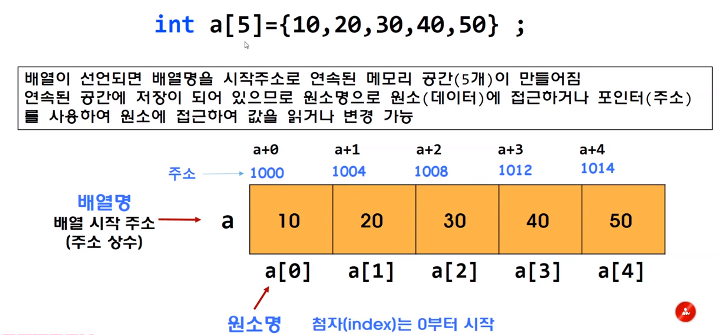 int a[5]={10,20,30,40,50} ;
배열이 선언되면 배열명을 시작주소로 연속된 메모리 공간(5개)이 만들어짐
연속된 공간에 저장이 되어 있으므로 원소명으로 원소(데이터)에 접근하거나 포인터(주소)
를 사용하여 원소에 접근하여 값을 읽거나 변경 가능
a+0 a+1 a+2 a+3 a+4
주소 1000 1004 1008 1012 1014
배열명
배열 시작 주소
(주소 상수)
a 10 20 30 40 50
a[0] a[1] a[2] a[3] a[4]
원소명 첨자(index)는 0부터 시작